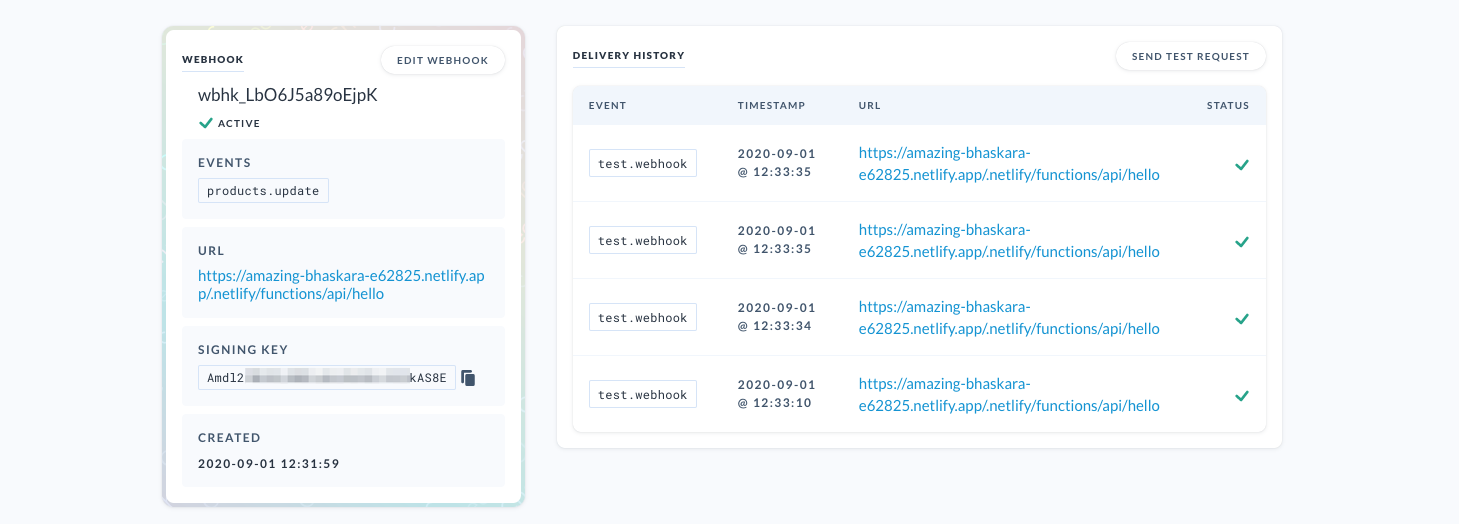 WEBHOOK
EDIT WEBHOOK
wbhk_LbO6J5a89oEjpK
ACTIVE
EVENTS
products.update
URL
https://amazing-bhaskara-e62825.netlify.ap
p/.netlify/functions/api/hello
SIGNING KEY
Amdl2 kAS8E
CREATED
2020-09-01 12:31:59
DELIVERY HISTORY
SEND TEST REQUEST
EVENT TIMESTAMP URL STATUS
test.webhook
2020-09-01
@ 12:33:35
https://amazing-bhaskara-
e62825.netlify.app/.netlify/functions/api/hello
test.webhook
2020-09-01
@ 12:33:35
https://amazing-bhaskara-
e62825.netlify.app/.netlify/functions/api/hello
test.webhook
2020-09-01
@ 12:33:34
https://amazing-bhaskara-
e62825.netlify.app/.netlify/functions/api/hello
test.webhook
2020-09-01
@ 12:33:10
https://amazing-bhaskara-
e62825.netlify.app/.netlify/functions/api/hello